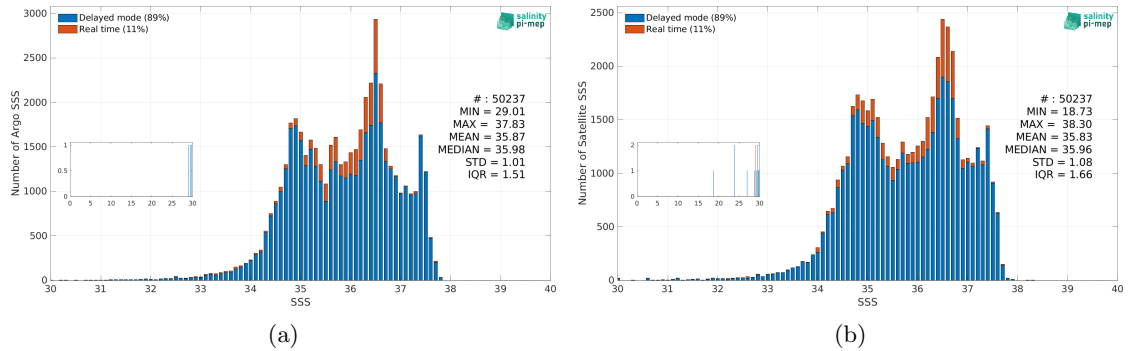 Delayed mode (89%)
Real time (11%)
salinity
pi-mep
# : 50237
MIN = 29.01
MAX = 37.83
MEAN = 35.87
MEDIAN = 35.98
STD = 1.01
IQR = 1.51
Number of Argo SSS
3000
2500
2000
1500
1000
500
0
1
0.5
0
0 5 10 15 20 25 30
30 31 32 33 34 35 36 37 38 39 40
SSS
(a)
Delayed mode (89%)
Real time (11%)
salinity
pi-mep
# : 50237
MIN = 18.73
MAX = 38.30
MEAN = 35.83
MEDIAN = 35.96
STD = 1.08
IQR = 1.66
Number of Satellite SSS
2500
2000
1500
1000
500
0
2
1
0
0 5 10 15 20 25 30
30 31 32 33 34 35 36 37 38 39 40
SSS
(b)